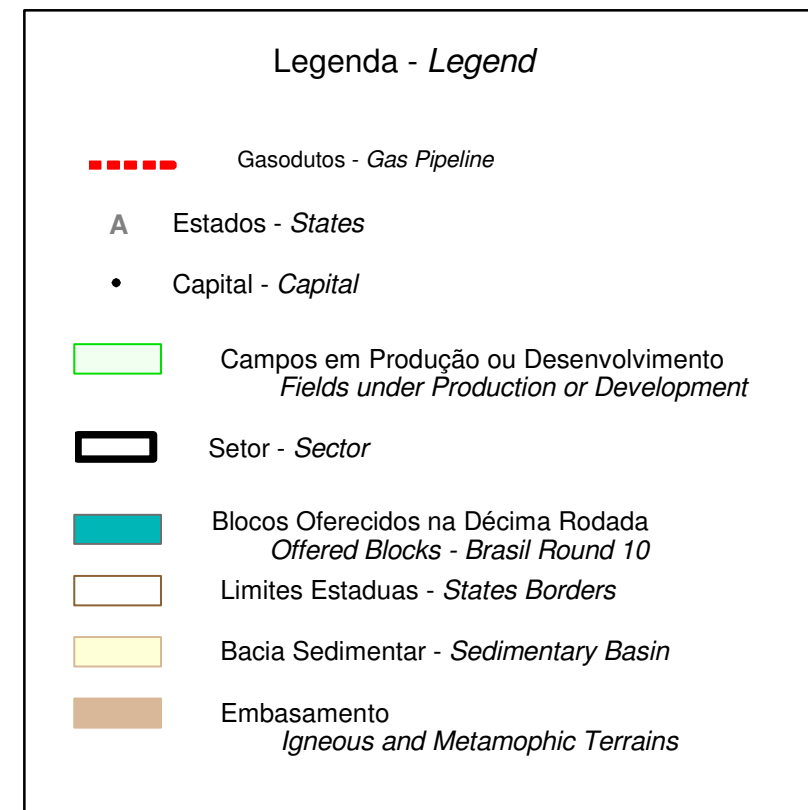 Legenda - Legend
Gasodutos - Gas Pipeline
A Estados - States
Capital - Capital
Campos em Produção ou Desenvolvimento
Fields under Production or Development
Setor - Sector
Blocos Oferecidos na Décima Rodada
Offered Blocks - Brasil Round 10
Limites Estaduas - States Borders
Bacia Sedimentar - Sedimentary Basin
Embasamento
Igneous and Metamophic Terrains